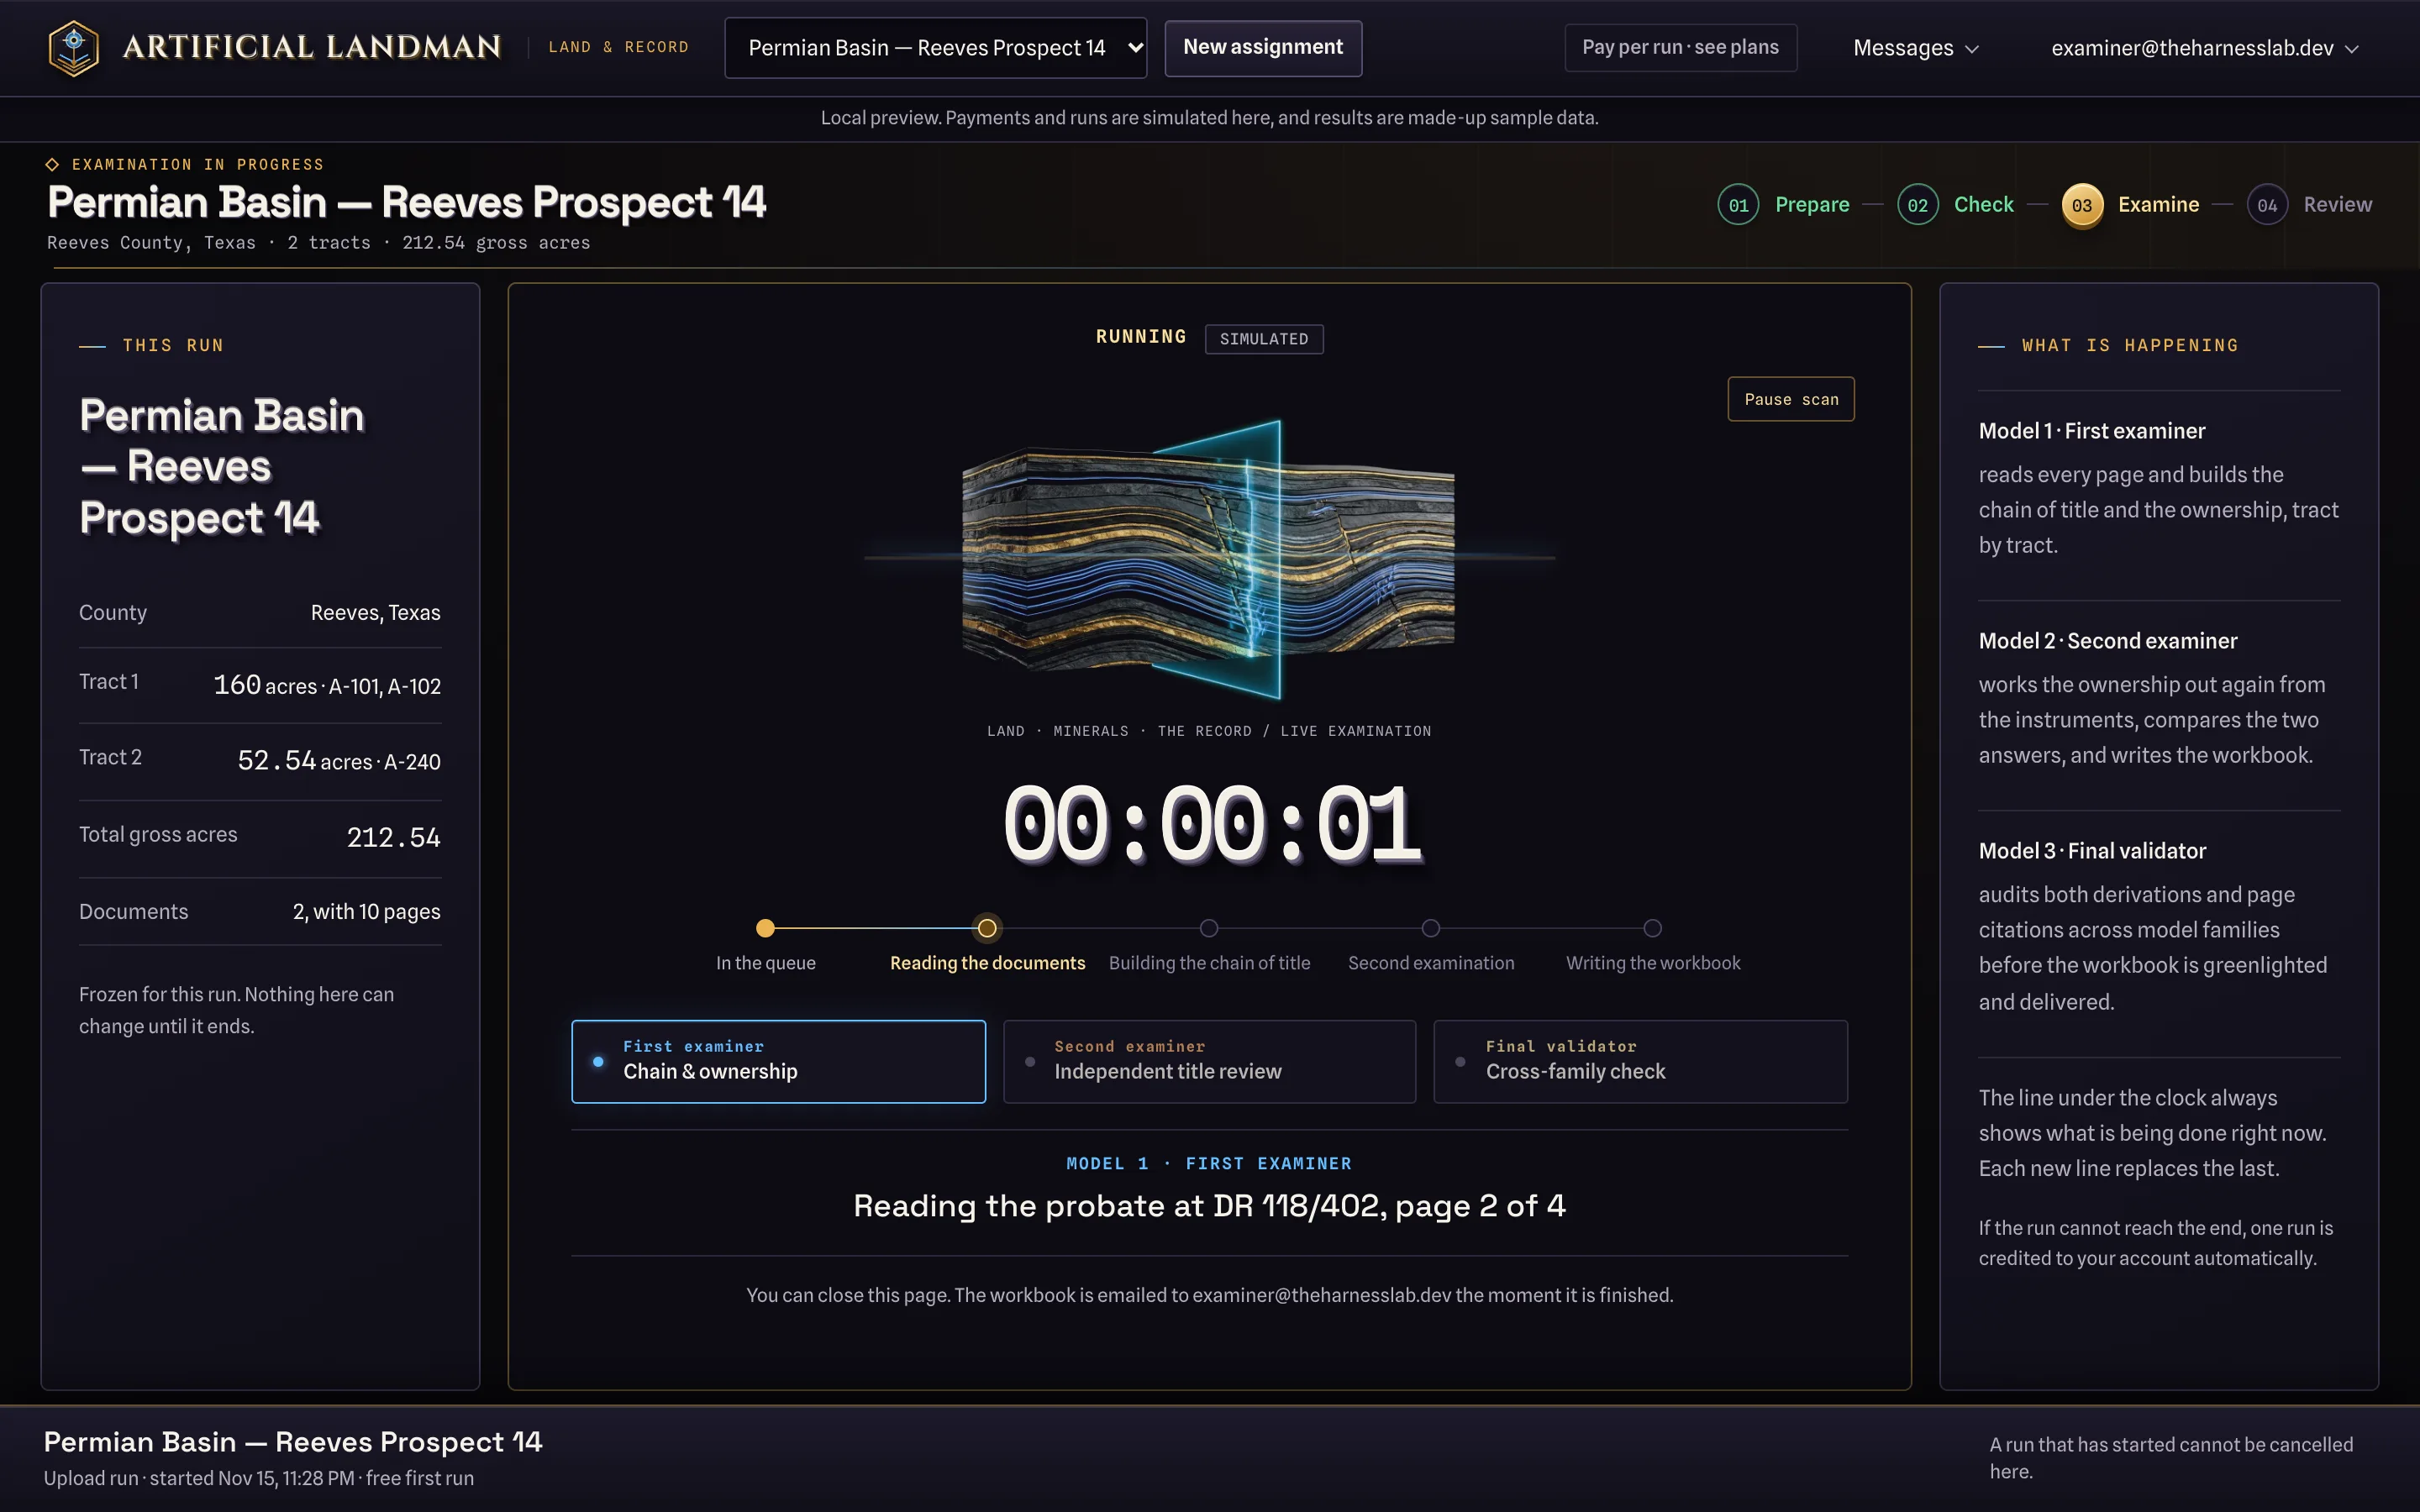 ARTIFICIAL LANDMAN
LAND & RECORD
Permian Basin — Reeves Prospect 14
New assignment
Pay per run · see plans
Messages
examiner@theharnesslab.dev
Local preview. Payments and runs are simulated here, and results are made-up sample data.
EXAMINATION IN PROGRESS
Permian Basin — Reeves Prospect 14
Reeves County, Texas · 2 tracts · 212.54 gross acres
01 Prepare
02 Check
03 Examine
04 Review
THIS RUN
Permian Basin
— Reeves
Prospect 14
County Reeves, Texas
Tract 1 160 acres · A-101, A-102
Tract 2 52.54 acres · A-240
Total gross acres 212.54
Documents 2, with 10 pages
Frozen for this run. Nothing here can
change until it ends.
RUNNING
SIMULATED
Pause scan
LAND · MINERALS · THE RECORD / LIVE EXAMINATION
00:00:01
In the queue
Reading the documents
Building the chain of title
Second examination
Writing the workbook
First examiner
Chain & ownership
Second examiner
Independent title review
Final validator
Cross-family check
MODEL 1 · FIRST EXAMINER
Reading the probate at DR 118/402, page 2 of 4
You can close this page. The workbook is emailed to examiner@theharnesslab.dev the moment it is finished.
WHAT IS HAPPENING
Model 1 · First examiner
reads every page and builds the
chain of title and the ownership, tract
by tract.
Model 2 · Second examiner
works the ownership out again from
the instruments, compares the two
answers, and writes the workbook.
Model 3 · Final validator
audits both derivations and page
citations across model families
before the workbook is greenlighted
and delivered.
The line under the clock always
shows what is being done right now.
Each new line replaces the last.
If the run cannot reach the end, one run is
credited to your account automatically.
Permian Basin — Reeves Prospect 14
Upload run · started Nov 15, 11:28 PM · free first run
A run that has started cannot be cancelled
here.